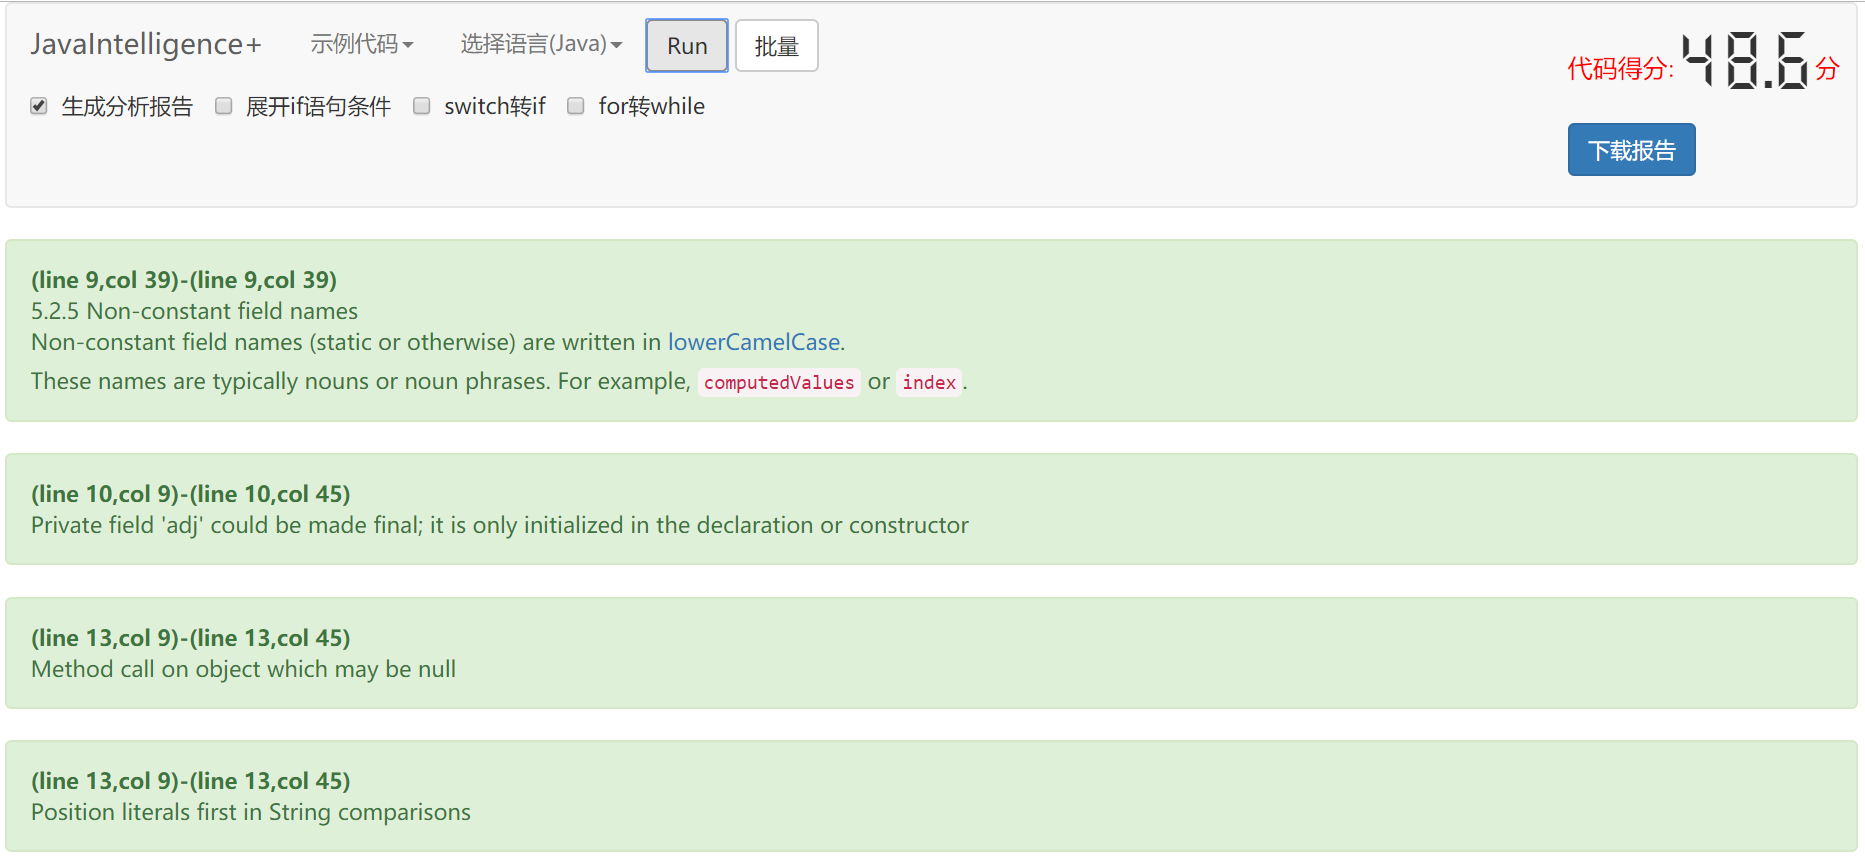 JavaIntelligence+ 示例代码 选择语言(Java) Run 批量
代码得分: 48.6 分
生成分析报告 展开if语句条件 switch转if for转while
下载报告
(line 9,col 39)-(line 9,col 39)
5.2.5 Non-constant field names
Non-constant field names (static or otherwise) are written in lowerCamelCase.
These names are typically nouns or noun phrases. For example, computedValues or index.
(line 10,col 9)-(line 10,col 45)
Private field 'adj' could be made final; it is only initialized in the declaration or constructor
(line 13,col 9)-(line 13,col 45)
Method call on object which may be null
(line 13,col 9)-(line 13,col 45)
Position literals first in String comparisons